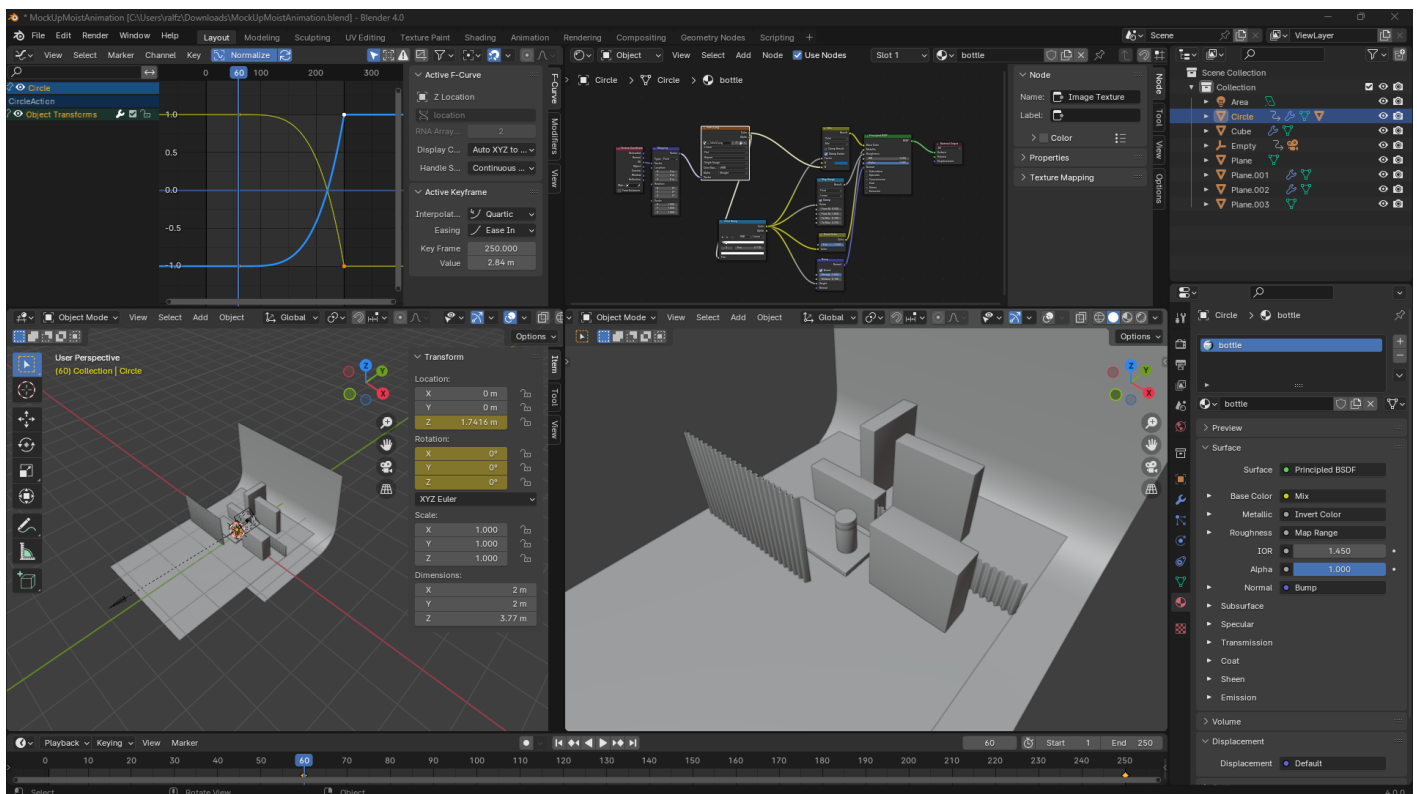 * MockUpMoistAnimation [C:\Users\ralfz\Downloads\MockUpMoistAnimation.blend] - Blender 4.0
File Edit Render Window Help Layout Modeling Sculpting UV Editing Texture Paint Shading Animation Rendering Compositing Geometry Nodes Scripting + Scene ViewLayer
View Select Marker Channel Key Normalize
0 60 100 200 300
Circle
CircleAction
Object Transforms
1.0
0.5
0.0
-0.5
-1.0
Active F-Curve
Z Location
location
RNA Array... 2
Display C... Auto XYZ to ...
Handle S... Continuous ...
Active Keyframe
Interpolat... Quartic
Easing Ease In
Key Frame 250.000
Value 2.84 m
F-Curve
Modifiers
View
Object View Select Add Node Use Nodes Slot 1 bottle
Circle > Circle > bottle
Node
Name: Image Texture
Label:
Color
Properties
Texture Mapping
Node
Tool
View
Options
Scene Collection
Collection
Area
Circle
Cube
Empty
Plane
Plane.001
Plane.002
Plane.003
Object Mode View Select Add Object Global
Options
User Perspective
(60) Collection | Circle
Z
Y
X
Transform
Location:
X 0 m
Y 0 m
Z 1.7416 m
Rotation:
X 0°
Y 0°
Z 0°
XYZ Euler
Scale:
X 1.000
Y 1.000
Z 1.000
Dimensions:
X 2 m
Y 2 m
Z 3.77 m
Item
Tool
View
Object Mode View Select Add Object Global
Options
Z
Y
X
Circle > bottle
bottle
bottle
Preview
Surface
Surface Principled BSDF
Base Color Mix
Metallic Invert Color
Roughness Map Range
IOR 1.450
Alpha 1.000
Normal Bump
Subsurface
Specular
Transmission
Coat
Sheen
Emission
Volume
Displacement
Displacement Default
Playback Keying View Marker 60 Start 1 End 250
0 10 20 30 40 50 60 70 80 90 100 110 120 130 140 150 160 170 180 190 200 210 220 230 240 250
Select Rotate View Object 4.0.0